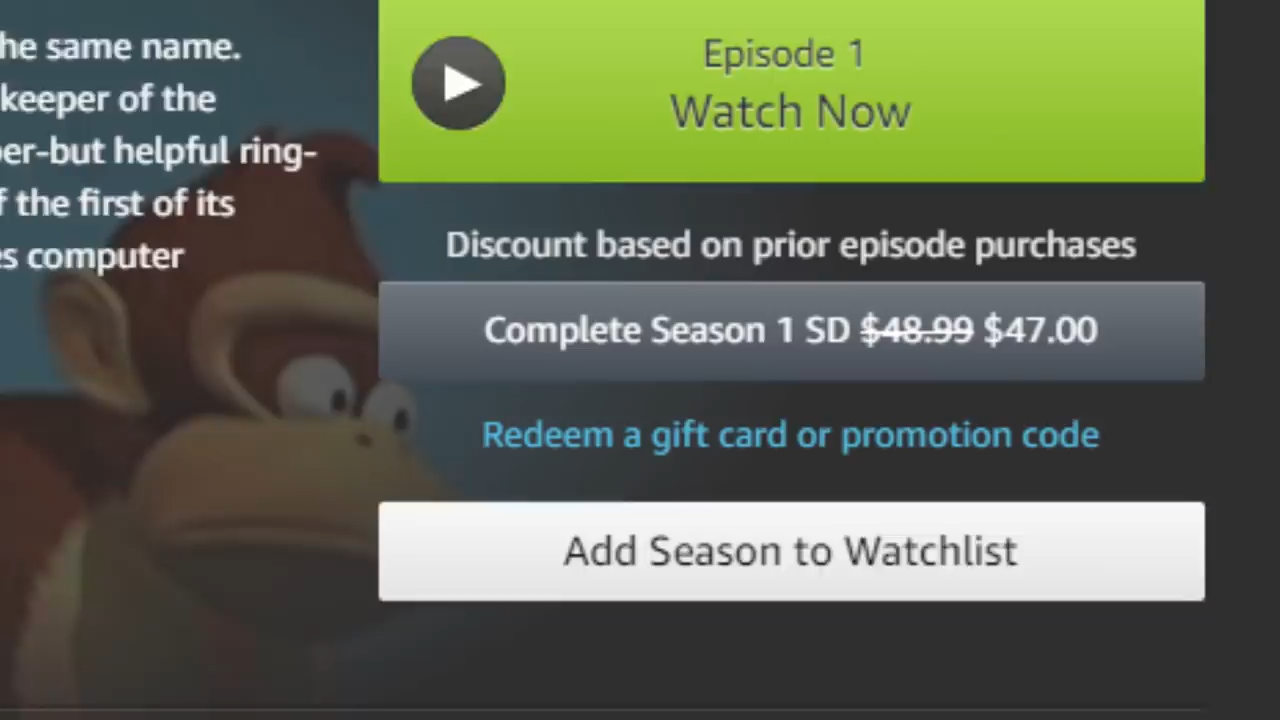 he same name.
keeper of the
er-but helpful ring-
the first of its
computer
Episode 1
Watch Now
Discount based on prior episode purchases
Complete Season 1 SD $48.99 $47.00
Redeem a gift card or promotion code
Add Season to Watchlist